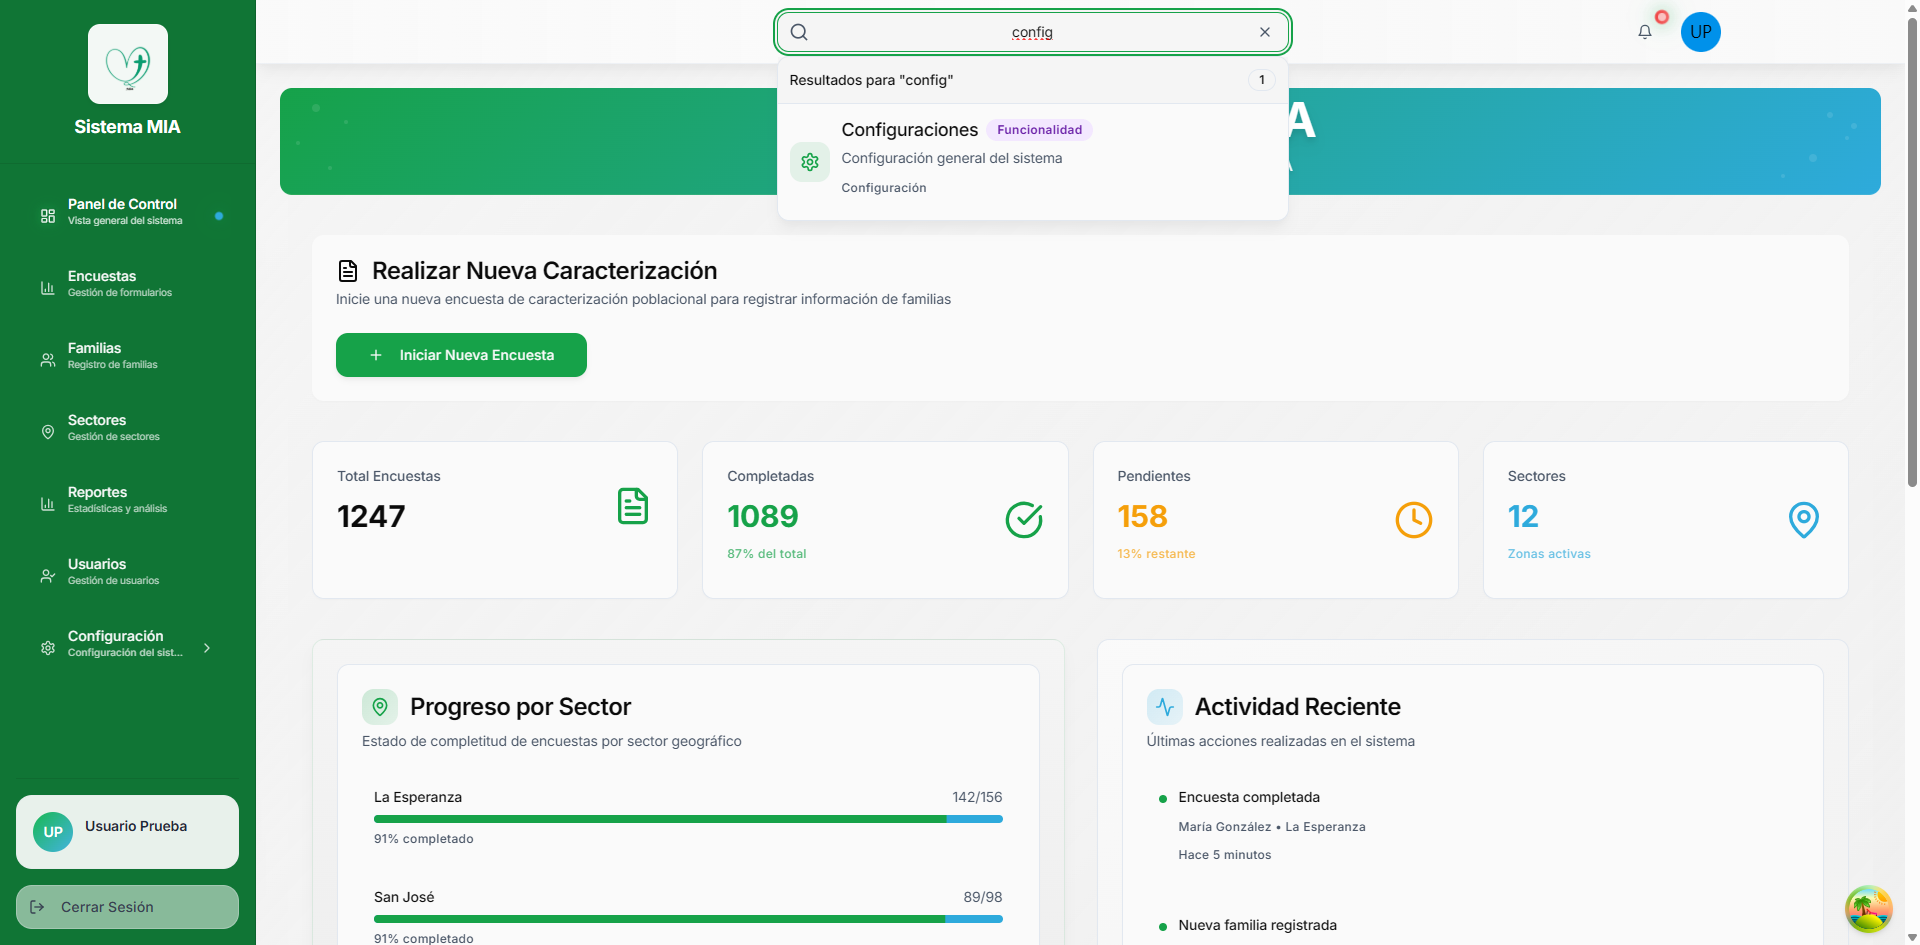 Sistema MIA
Panel de Control
Vista general del sistema
Encuestas
Gestión de formularios
Familias
Registro de familias
Sectores
Gestión de sectores
Reportes
Estadísticas y análisis
Usuarios
Gestión de usuarios
Configuración
Configuración del sist...
UP
Usuario Prueba
Cerrar Sesión
config
UP
Resultados para "config"
1
Configuraciones
Funcionalidad
Configuración general del sistema
Configuración
A
Realizar Nueva Caracterización
Inicie una nueva encuesta de caracterización poblacional para registrar información de familias
Iniciar Nueva Encuesta
Total Encuestas
1247
Completadas
1089
87% del total
Pendientes
158
13% restante
Sectores
12
Zonas activas
Progreso por Sector
Estado de completitud de encuestas por sector geográfico
La Esperanza
142/156
91% completado
San José
89/98
91% completado
Actividad Reciente
Últimas acciones realizadas en el sistema
Encuesta completada
María González • La Esperanza
Hace 5 minutos
Nueva familia registrada